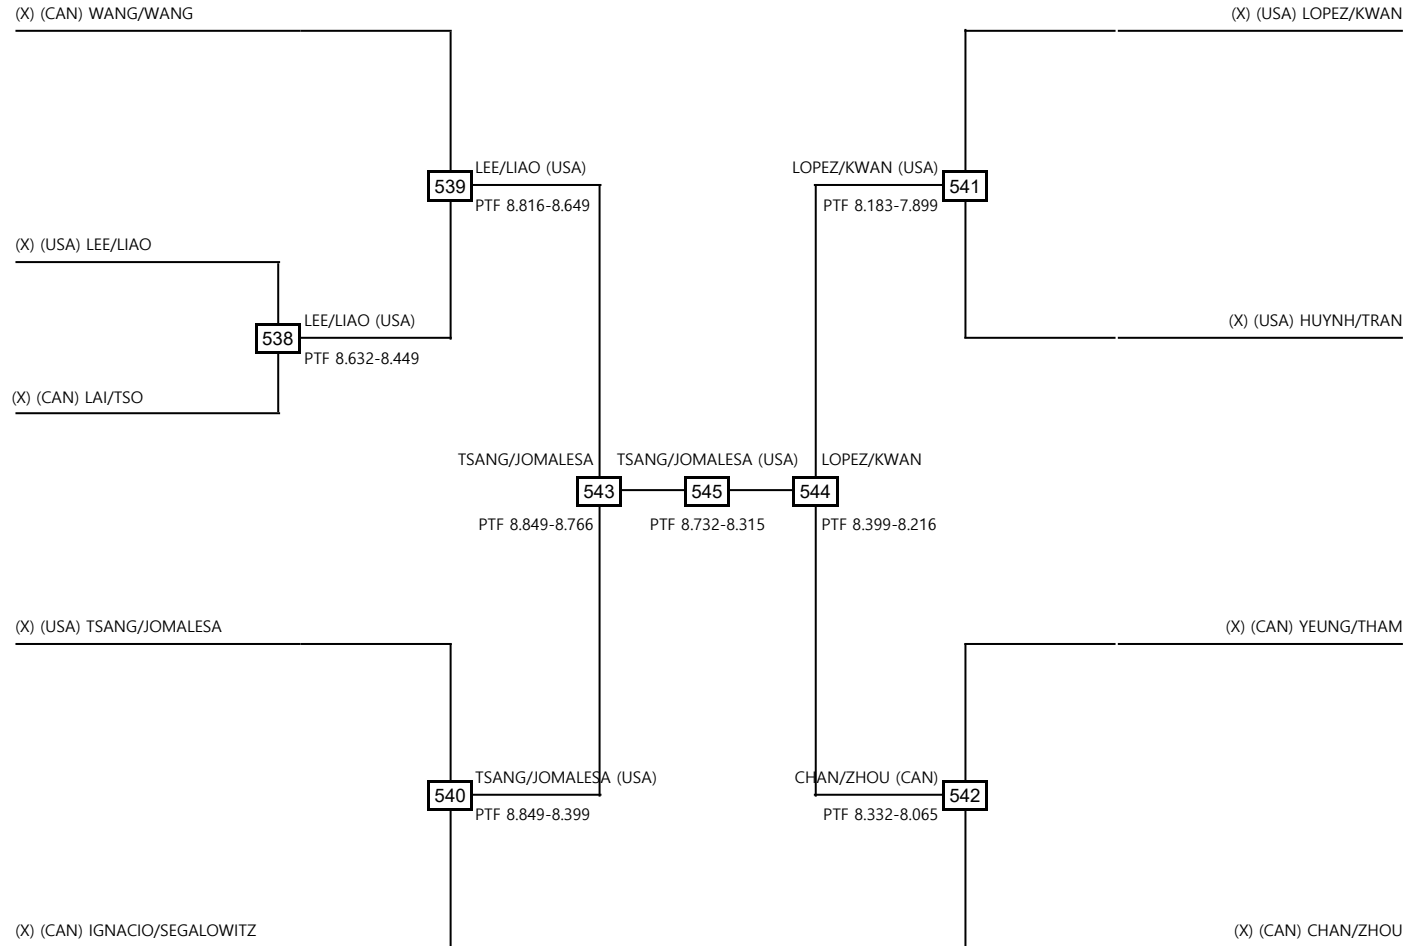 (X) (CAN) WANG/WANG
(X) (USA) LOPEZ/KWAN
LEE/LIAO (USA)
539
PTF 8.816-8.649
LOPEZ/KWAN (USA)
541
PTF 8.183-7.899
(X) (USA) LEE/LIAO
LEE/LIAO (USA)
538
PTF 8.632-8.449
(X) (USA) HUYNH/TRAN
(X) (CAN) LAI/TSO
TSANG/JOMALESA
TSANG/JOMALESA (USA)
LOPEZ/KWAN
543
545
544
PTF 8.849-8.766
PTF 8.732-8.315
PTF 8.399-8.216
(X) (USA) TSANG/JOMALESA
(X) (CAN) YEUNG/THAM
TSANG/JOMALESA (USA)
540
PTF 8.849-8.399
CHAN/ZHOU (CAN)
542
PTF 8.332-8.065
(X) (CAN) IGNACIO/SEGALOWITZ
(X) (CAN) CHAN/ZHOU